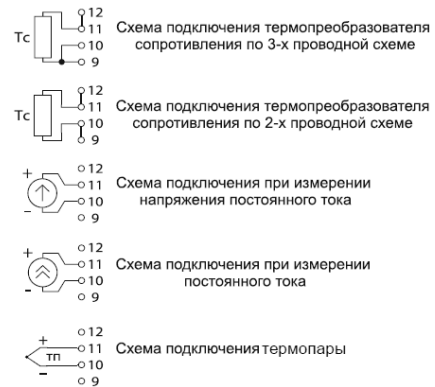 12
Тс
11
10
9
Схема подключения термопреобразователя
сопротивления по 3-х проводной схеме
12
Тс
11
10
9
Схема подключения термопреобразователя
сопротивления по 2-х проводной схеме
12
+
11
10
-
9
Схема подключения при измерении
напряжения постоянного тока
12
+
11
10
-
9
Схема подключения при измерении
постоянного тока
12
+
11
тп
10
-
9
Схема подключения термопары